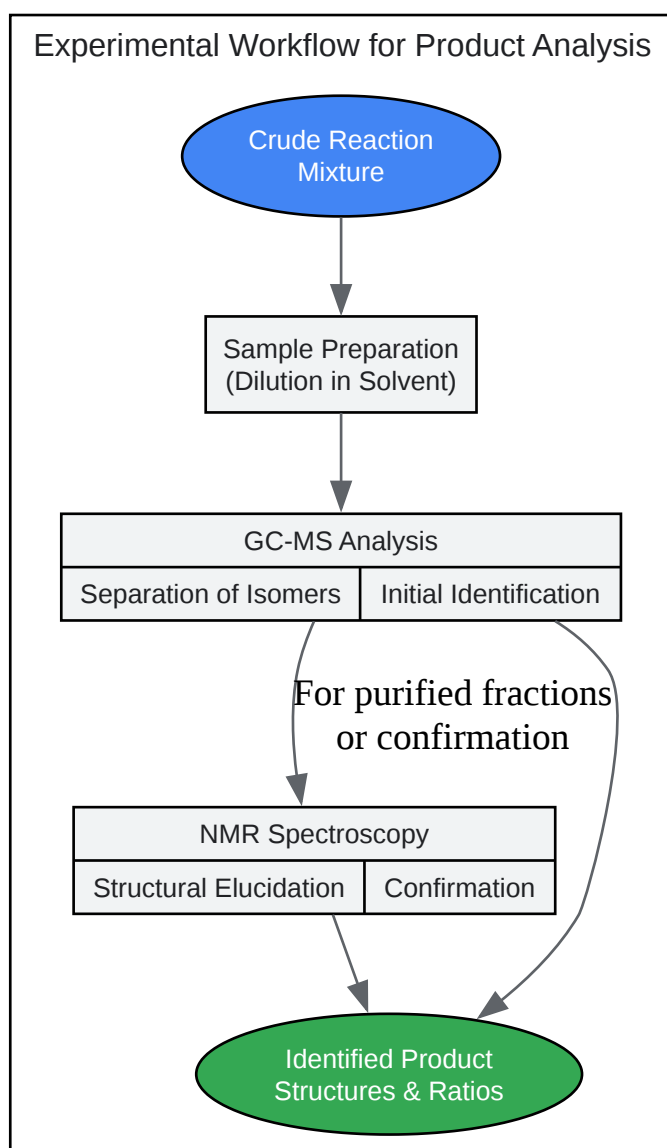 Experimental Workflow for Product Analysis
Crude Reaction
Mixture
Sample Preparation
(Dilution in Solvent)
GC-MS Analysis
Separation of Isomers
Initial Identification
For purified fractions
or confirmation
NMR Spectroscopy
Structural Elucidation
Confirmation
Identified Product
Structures & Ratios